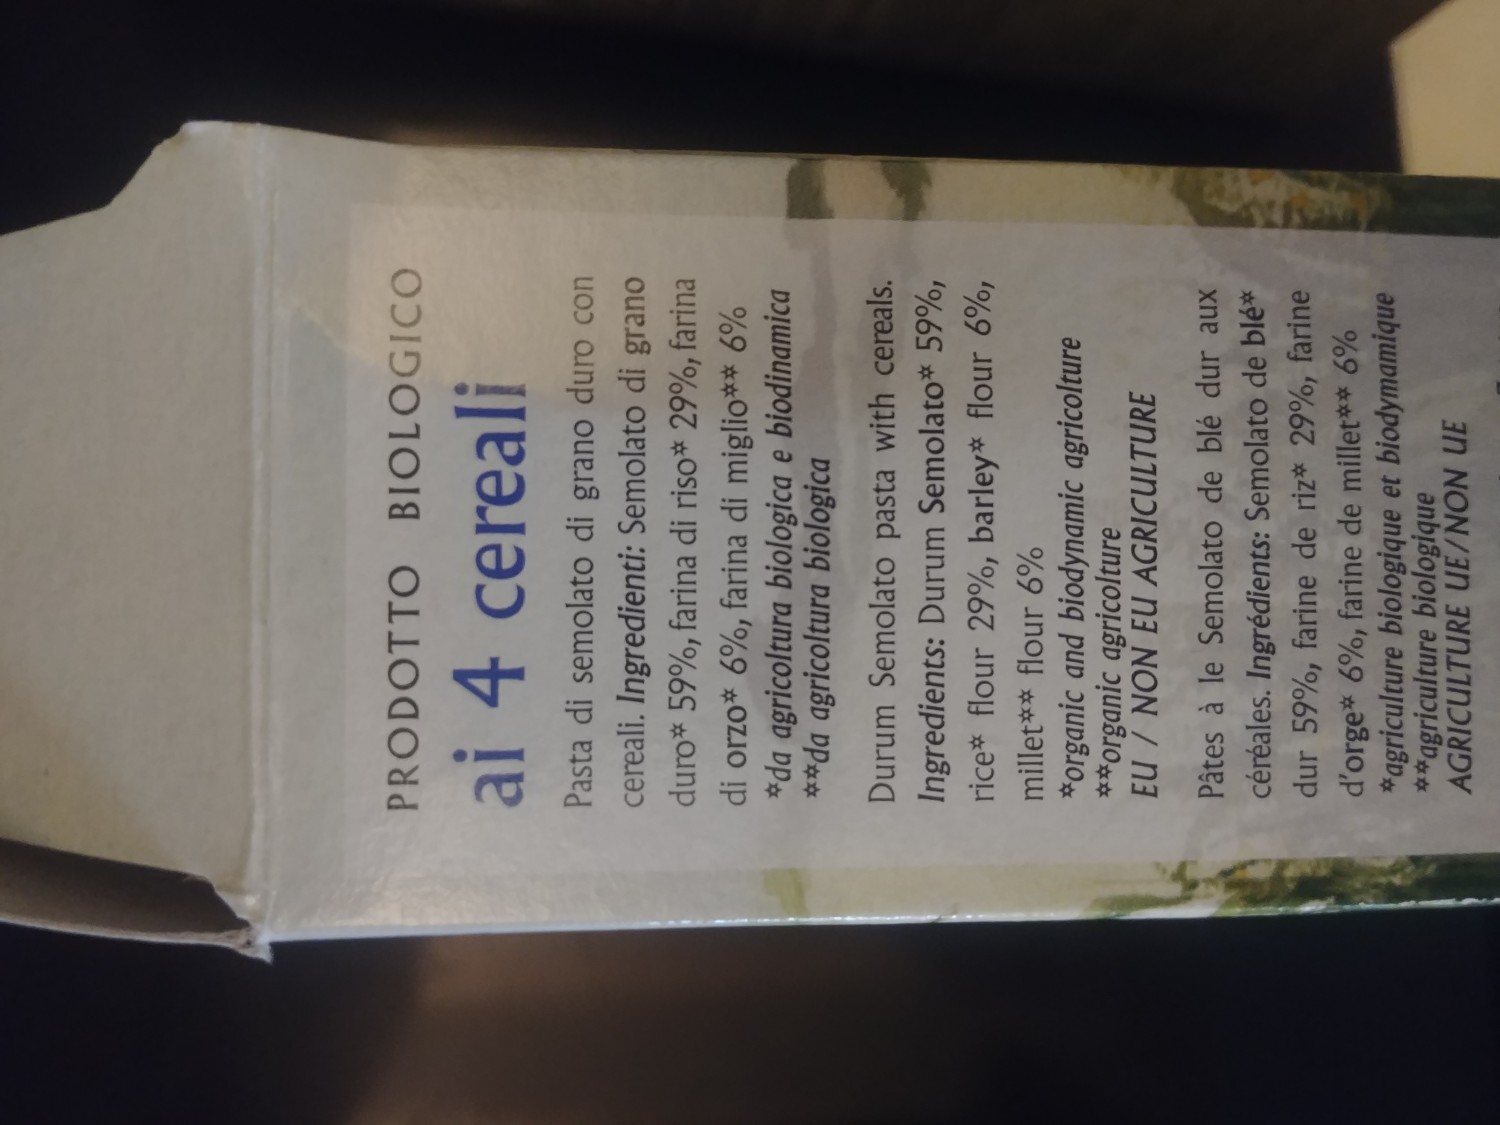 PRODOTTO BIOLOGICO
ai 4 cereali
Pasta di semolato di grano duro con
cereali. Ingredienti: Semolato di grano
duro* 59%, farina di riso* 29%, farina
di orzo* 6%, farina di miglio** 6%
*da agricoltura biologica e biodinamica
**da agricoltura biologica
Durum Semolato pasta with cereals.
Ingredients: Durum Semolato* 59%,
rice* flour 29%, barley* flour 6%,
millet** flour 6%
*organic and biodynamic agricolture
**organic agricolture
EU / NON EU AGRICULTURE
Pâtes à le Semolato de blé dur aux
céréales. Ingrédients: Semolato de blé*
dur 59%, farine de riz* 29%, farine
d'orge* 6%, farine de millet** 6%
*agriculture biologique et biodymamique
**agriculture biologique
AGRICULTURE UE/NON UE